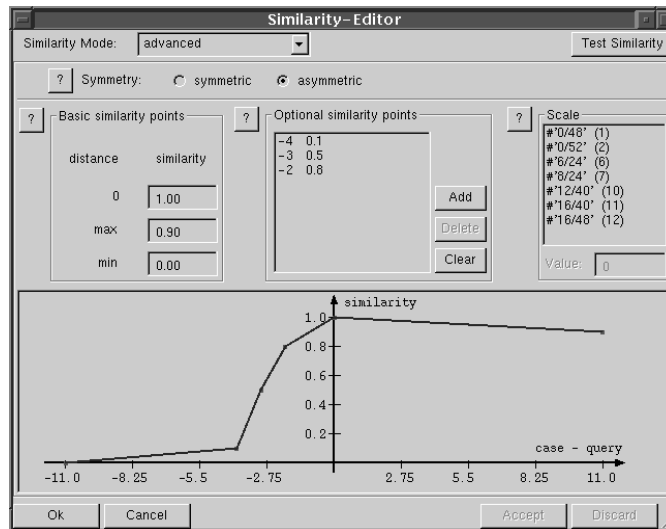 Similarity-Editor
Similarity Mode: advanced Test Similarity
? Symmetry: symmetric asymmetric
? Basic similarity points
distance similarity
0 1.00
max 0.90
min 0.00
? Optional similarity points
-4 0.1
-3 0.5
-2 0.8
Add
Delete
Clear
? Scale
#'0/48' (1)
#'0/52' (2)
#'6/24' (6)
#'8/24' (7)
#'12/40' (10)
#'16/40' (11)
#'16/48' (12)
Value: 0
similarity
1.0
0.8
0.6
0.4
0.2
case - query
-11.0 -8.25 -5.5 -2.75 2.75 5.5 8.25 11.0
Ok Cancel Accept Discard